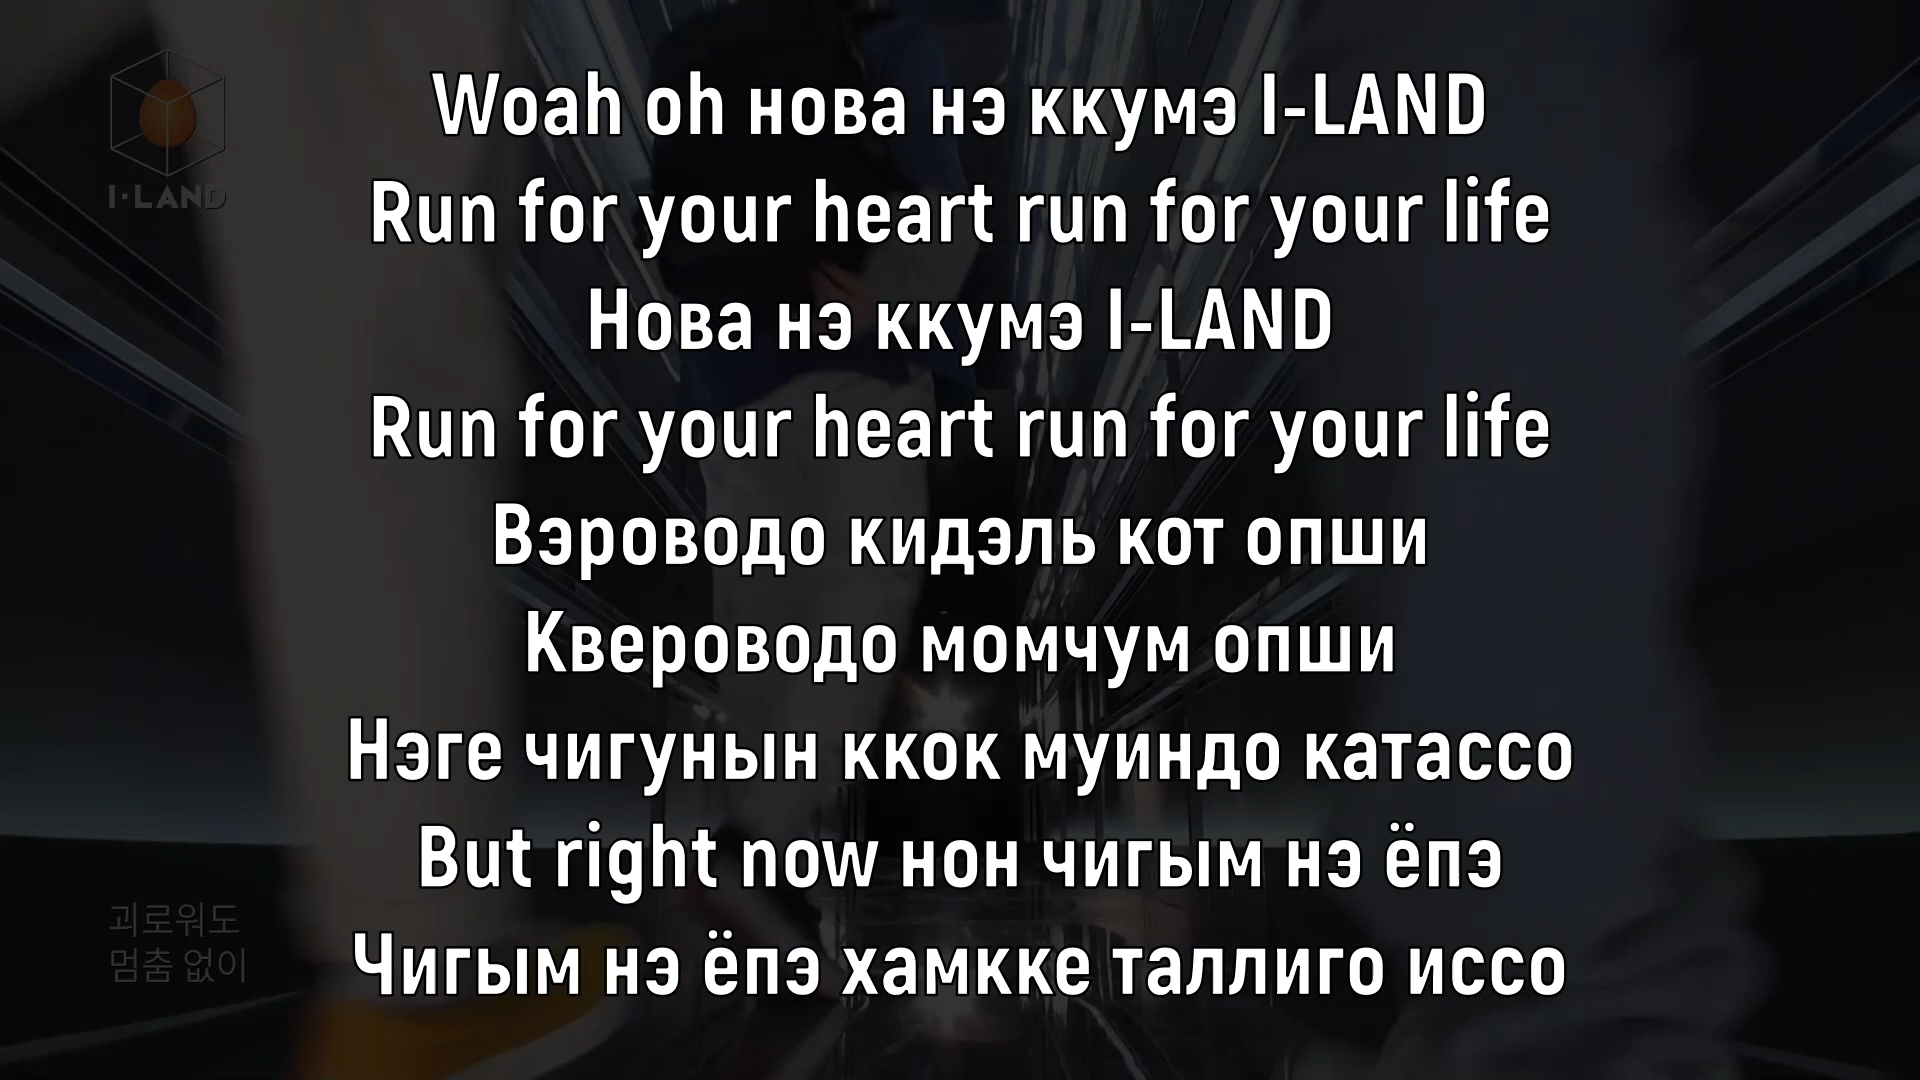 I·LAND
Woah oh нова нэ ккумэ I-LAND
Run for your heart run for your life
Нова нэ ккумэ I-LAND
Run for your heart run for your life
Вэроводо кидэль кот опши
Квероводо момчум опши
Нэге чигунын ккок муиндо катассо
But right now нон чигым нэ ёпэ
Чигым нэ ёпэ хамкке таллиго иссо
괴로워도
멈춤 없이